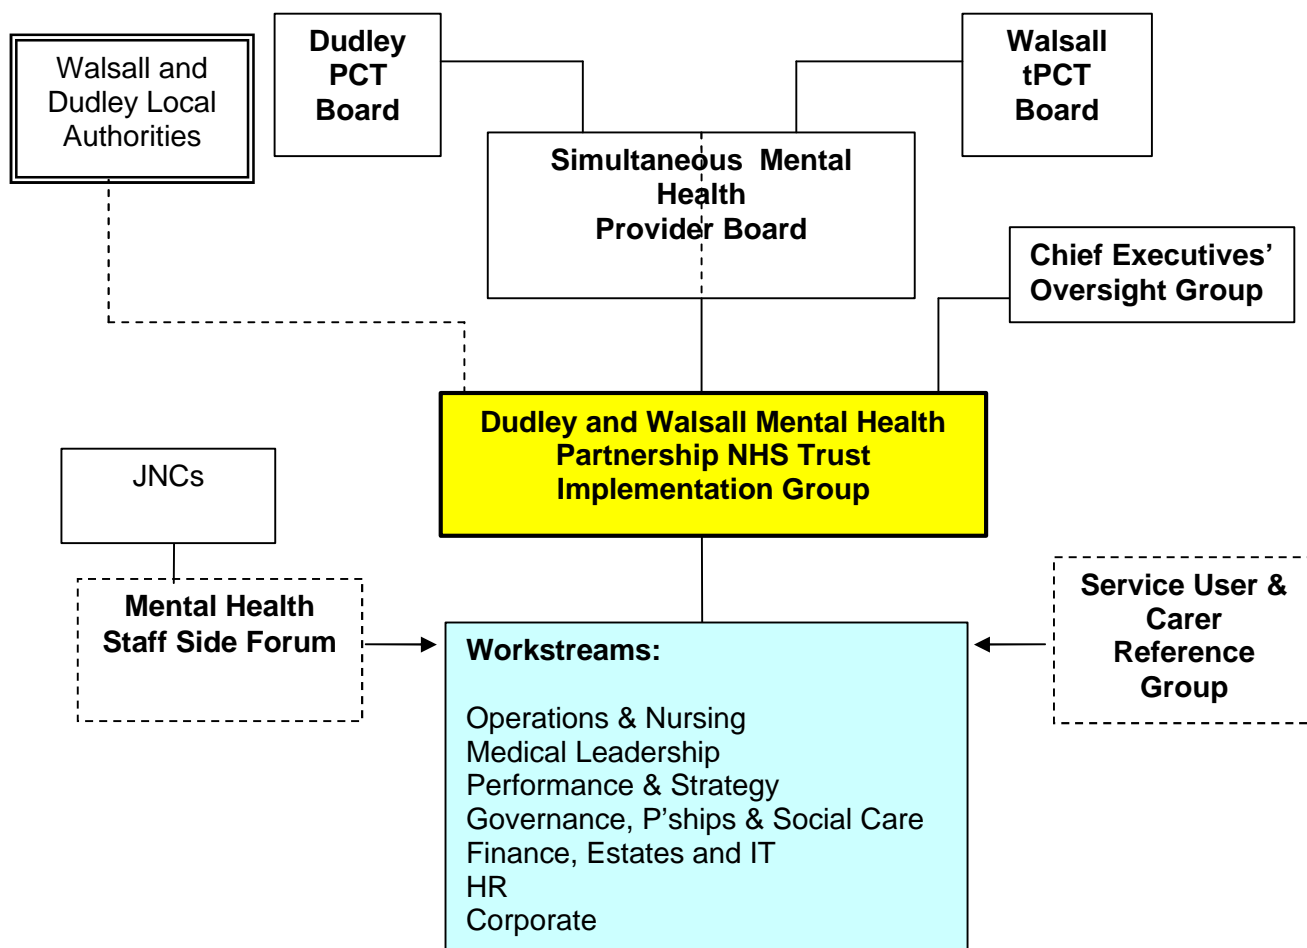 Walsall and
Dudley Local
Authorities
Dudley
PCT
Board
Walsall
tPCT
Board
Simultaneous Mental
Health
Provider Board
Chief Executives’
Oversight Group
Dudley and Walsall Mental Health
Partnership NHS Trust
Implementation Group
JNCs
Mental Health
Staff Side Forum
Service User &
Carer
Reference
Group
Workstreams:
Operations & Nursing
Medical Leadership
Performance & Strategy
Governance, P’ships & Social Care
Finance, Estates and IT
HR
Corporate